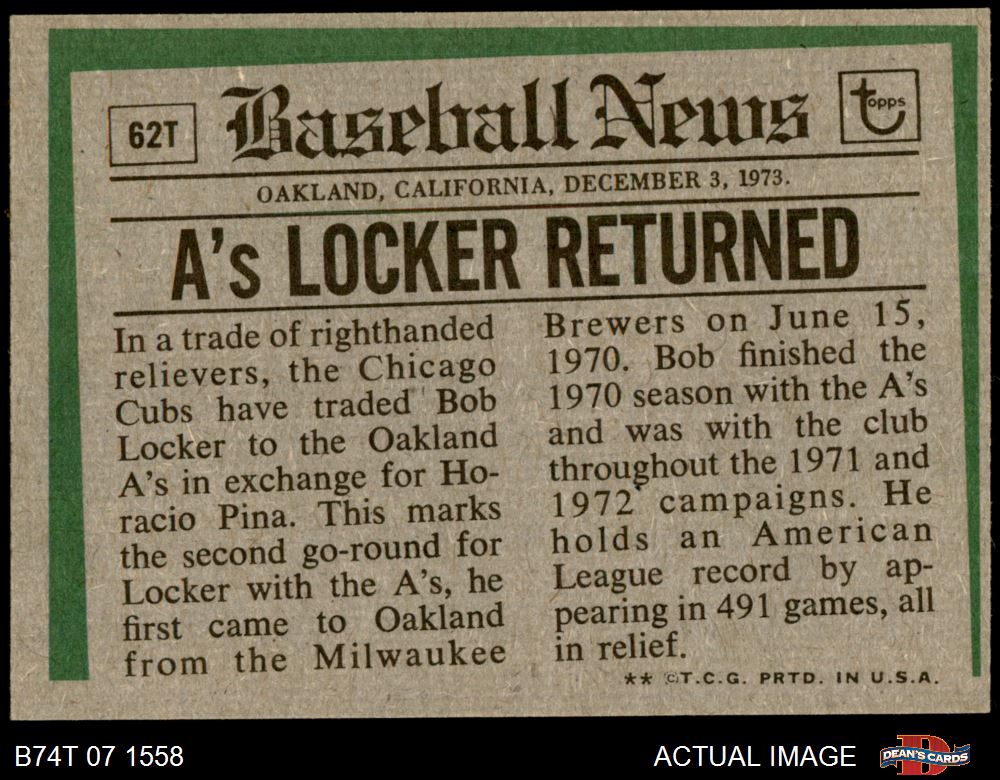 62T
Baseball News
topps
OAKLAND, CALIFORNIA, DECEMBER 3, 1973.
A's LOCKER RETURNED
In a trade of righthanded
relievers, the Chicago
Cubs have traded Bob
Locker to the Oakland
A's in exchange for Ho-
racio Pina. This marks
the second go-round for
Locker with the A's, he
first came to Oakland
from the Milwaukee
Brewers on June 15,
1970. Bob finished the
1970 season with the A's
and was with the club
throughout the 1971 and
1972 campaigns. He
holds an American
League record by ap-
pearing in 491 games, all
in relief.
** ©T.C.G. PRTD. IN U.S.A.
B74T 07 1558
ACTUAL IMAGE
D
DEAN'S CARDS